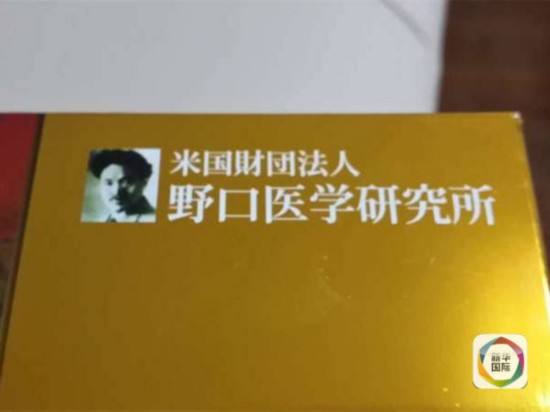 米国財団法人
野口医学研究所
新华
国际